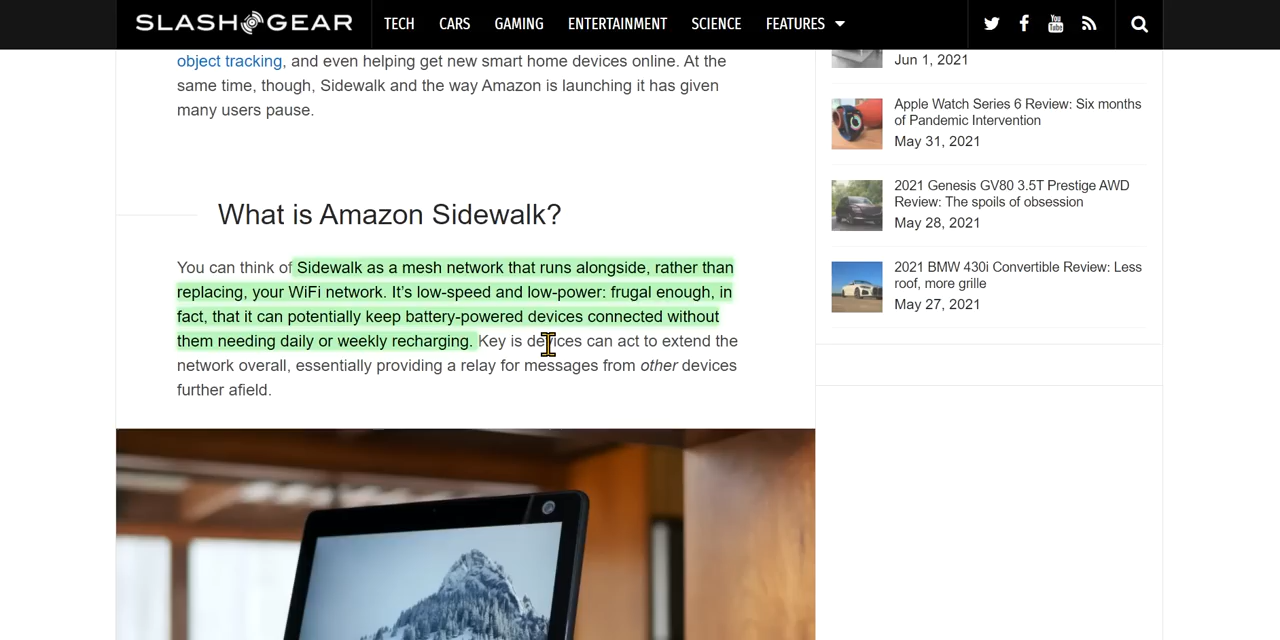 SLASHGEAR
TECH
CARS
GAMING
ENTERTAINMENT
SCIENCE
FEATURES
You Tube
object tracking, and even helping get new smart home devices online. At the
same time, though, Sidewalk and the way Amazon is launching it has given
many users pause.
What is Amazon Sidewalk?
You can think of Sidewalk as a mesh network that runs alongside, rather than
replacing, your WiFi network. It’s low-speed and low-power: frugal enough, in
fact, that it can potentially keep battery-powered devices connected without
them needing daily or weekly recharging. Key is devices can act to extend the
network overall, essentially providing a relay for messages from other devices
further afield.
Jun 1, 2021
Apple Watch Series 6 Review: Six months
of Pandemic Intervention
May 31, 2021
2021 Genesis GV80 3.5T Prestige AWD
Review: The spoils of obsession
May 28, 2021
2021 BMW 430i Convertible Review: Less
roof, more grille
May 27, 2021